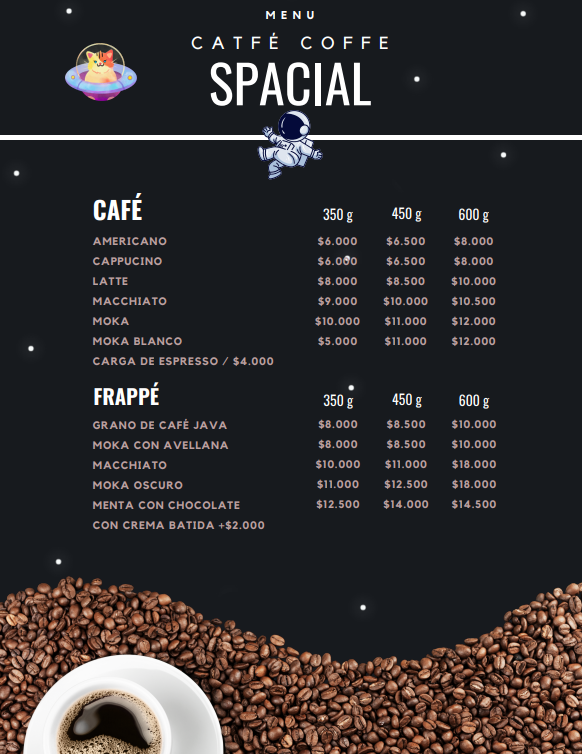 MENU
CATFÉ COFFE
SPACIAL
CAFÉ 350 g 450 g 600 g
AMERICANO $6.000 $6.500 $8.000
CAPPUCINO $6.000 $6.500 $8.000
LATTE $8.000 $8.500 $10.000
MACCHIATO $9.000 $10.000 $10.500
MOKA $10.000 $11.000 $12.000
MOKA BLANCO $5.000 $11.000 $12.000
CARGA DE ESPRESSO / $4.000
FRAPPÉ 350 g 450 g 600 g
GRANO DE CAFÉ JAVA $8.000 $8.500 $10.000
MOKA CON AVELLANA $8.000 $8.500 $10.000
MACCHIATO $10.000 $11.000 $18.000
MOKA OSCURO $11.000 $12.500 $18.000
MENTA CON CHOCOLATE $12.500 $14.000 $14.500
CON CREMA BATIDA +$2.000